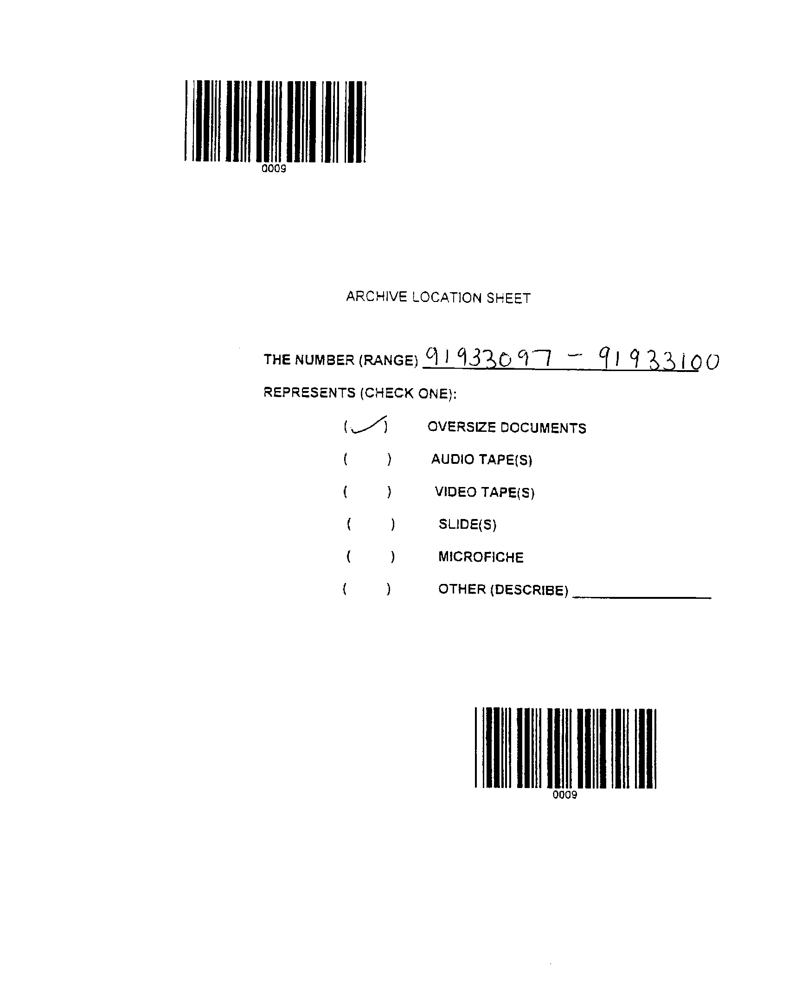 0009
ARCHIVE LOCATION SHEET
THE NUMBER (RANGE) 91933097 - 91933100
REPRESENTS (CHECK ONE):
(✓) OVERSIZE DOCUMENTS
( ) AUDIO TAPE(S)
( ) VIDEO TAPE(S)
( ) SLIDE(S)
( ) MICROFICHE
( ) OTHER (DESCRIBE) ____________
0009